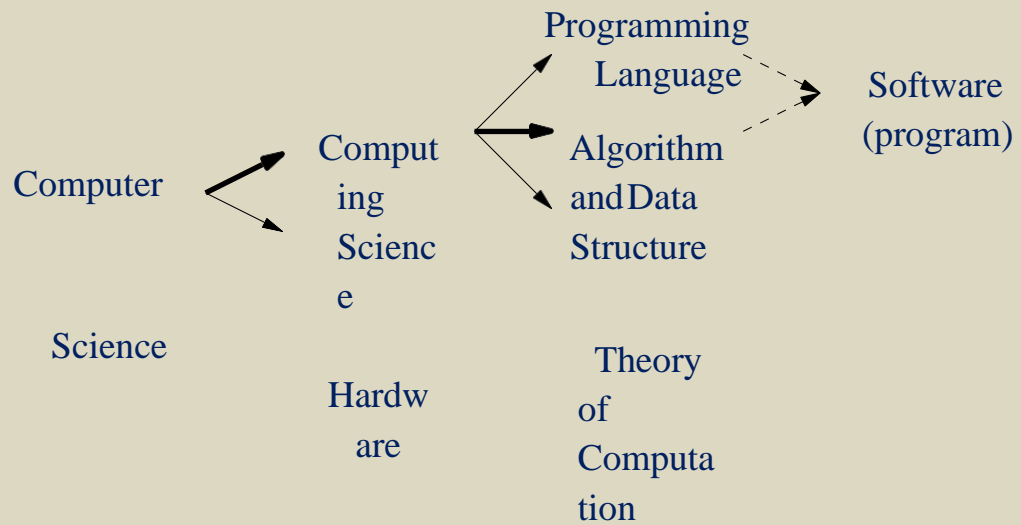 Computer
Science
Comput
ing
Scienc
e
Hardw
are
Programming
Language
Algorithm
andData
Structure
Theory
of
Computa
tion
Software
(program)